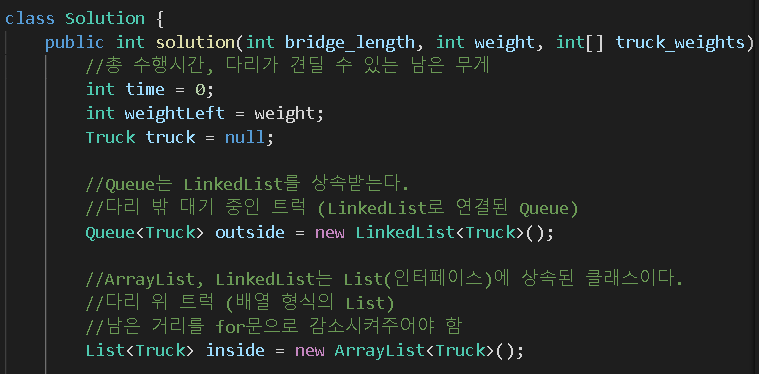 class Solution {
public int solution(int bridge_length, int weight, int[] truck_weights)
//총 수행시간, 다리가 견딜 수 있는 남은 무게
int time = 0;
int weightLeft = weight;
Truck truck = null;
//Queue는 LinkedList를 상속받는다.
//다리 밖 대기 중인 트럭 (LinkedList로 연결된 Queue)
Queue<Truck> outside = new LinkedList<Truck>();
//ArrayList, LinkedList는 List(인터페이스)에 상속된 클래스이다.
//다리 위 트럭 (배열 형식의 List)
//남은 거리를 for문으로 감소시켜주어야 함
List<Truck> inside = new ArrayList<Truck>();